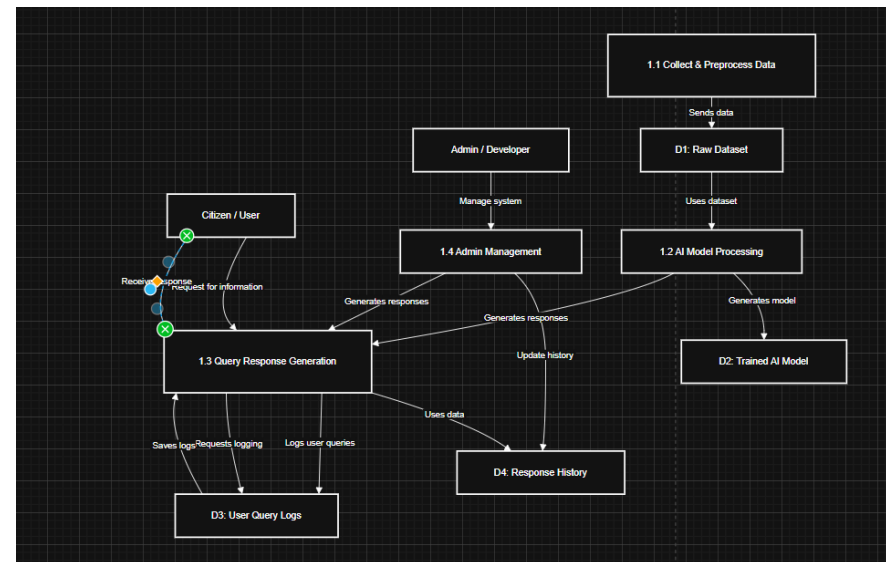 1.1 Collect & Preprocess Data
Sends data
Admin / Developer
D1: Raw Dataset
Manage system
Uses dataset
Citizen / User
1.4 Admin Management
1.2 AI Model Processing
Receive response
Request for information
Generates responses
Generates model
Generates responses
1.3 Query Response Generation
Update history
D2: Trained AI Model
Uses data
Saves logs
Requests logging
Logs user queries
D4: Response History
D3: User Query Logs